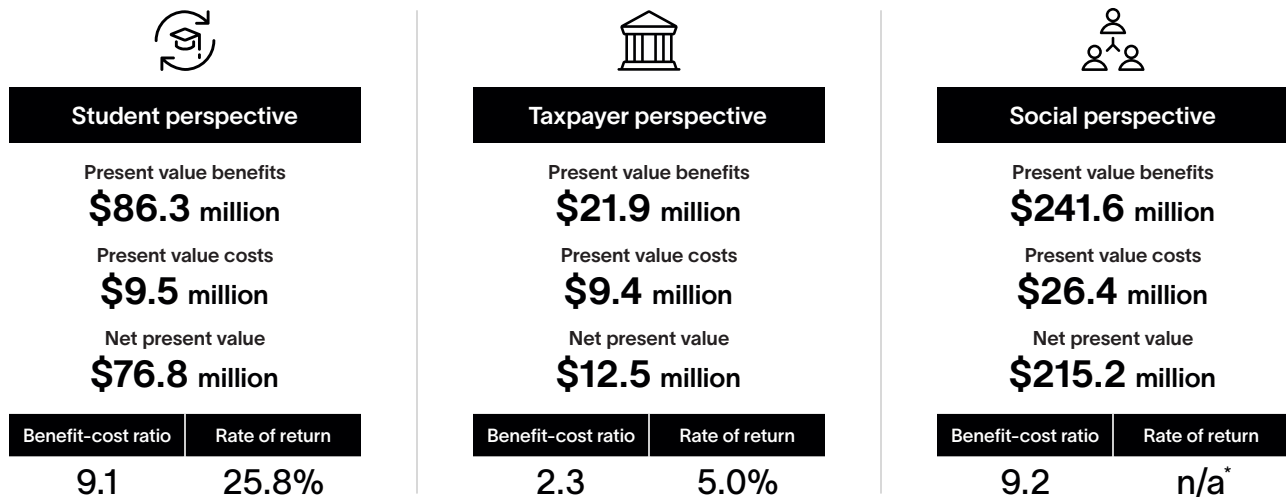 Student perspective
Present value benefits
$86.3 million
Present value costs
$9.5 million
Net present value
$76.8 million
Benefit-cost ratio
Rate of return
9.1
25.8%
Taxpayer perspective
Present value benefits
$21.9 million
Present value costs
$9.4 million
Net present value
$12.5 million
Benefit-cost ratio
Rate of return
2.3
5.0%
Social perspective
Present value benefits
$241.6 million
Present value costs
$26.4 million
Net present value
$215.2 million
Benefit-cost ratio
Rate of return
9.2
n/a*